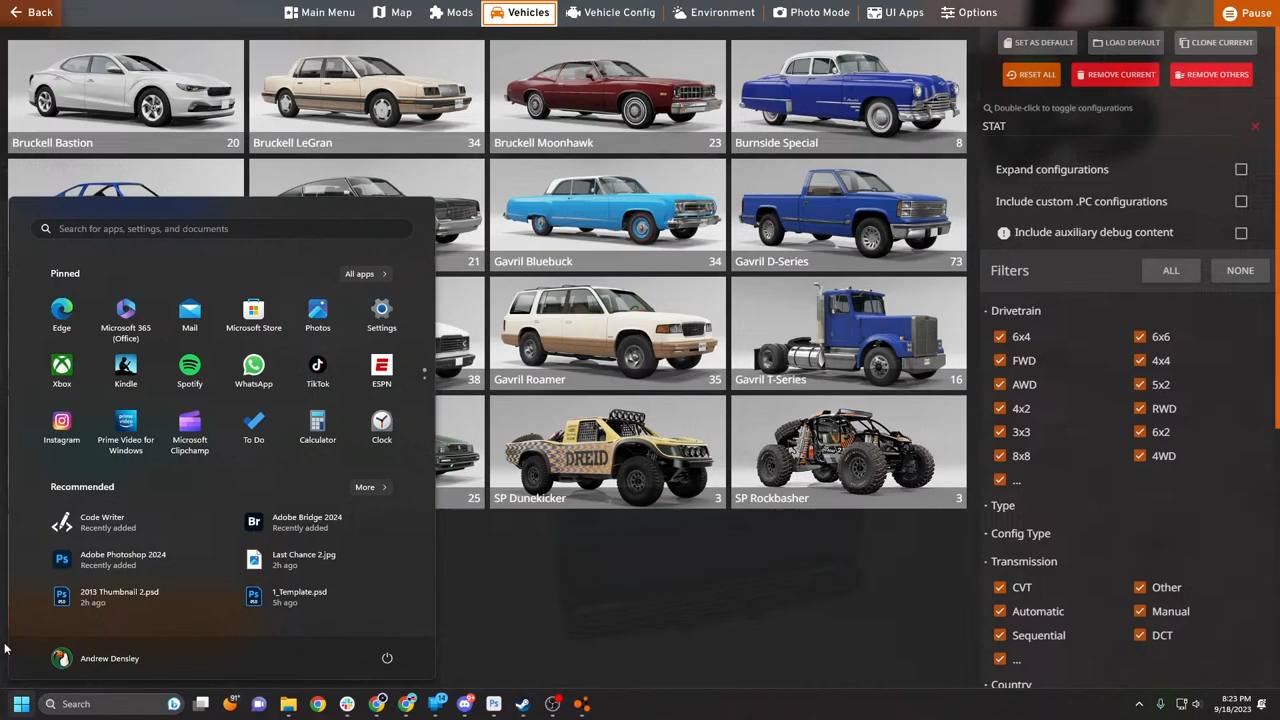 Back
Main Menu
Map
Mods
Vehicles
Vehicle Config
Environment
Photo Mode
UI Apps
Options
Pause
Bruckell Bastion 20
Bruckell LeGran 34
Bruckell Moonhawk 23
Burnside Special 8
21
Gavril Bluebuck 34
Gavril D-Series 73
38
Gavril Roamer 35
Gavril T-Series 16
25
DREID
SP Dunekicker 3
SP Rockbasher 3
SET AS DEFAULT
LOAD DEFAULT
CLONE CURRENT
RESET ALL
REMOVE CURRENT
REMOVE OTHERS
Double-click to toggle configurations
STAT
Expand configurations
Include custom .PC configurations
Include auxiliary debug content
Filters
ALL
NONE
- Drivetrain
6x4
6x6
FWD
4x4
AWD
5x2
4x2
RWD
3x3
6x2
8x8
4WD
...
- Type
- Config Type
- Transmission
CVT
Other
Automatic
Manual
Sequential
DCT
...
- Country
Search for apps, settings, and documents
Pinned
All apps >
Edge
Microsoft 365
(Office)
Mail
Microsoft Store
Photos
Settings
Xbox
Kindle
Spotify
WhatsApp
TikTok
ESPN
Instagram
prime video
Prime Video for
Windows
Microsoft
Clipchamp
To Do
Calculator
Clock
Recommended
More >
Code Writer
Recently added
Br
Adobe Bridge 2024
Recently added
Ps
Adobe Photoshop 2024
Recently added
Last Chance 2.jpg
2h ago
2013 Thumbnail 2.psd
2h ago
1_Template.psd
5h ago
Andrew Densley
Search
91°
14
Ps
8:23 PM
9/18/2023